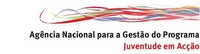 Agência Nacional para a Gestão do Programa
Juventude em Acção